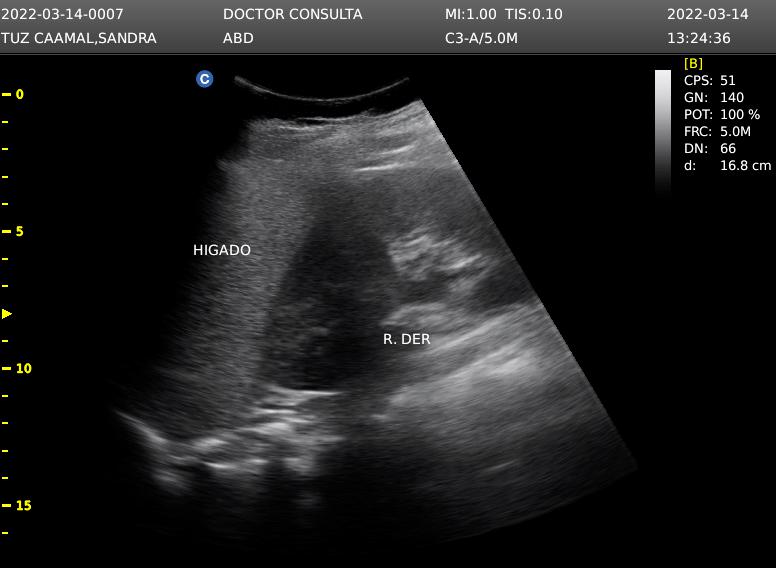 2022-03-14-0007 DOCTOR CONSULTA MI:1.00 TIS:0.10 2022-03-14
TUZ CAAMAL,SANDRA ABD C3-A/5.0M 13:24:36
C
[B]
CPS: 51
GN: 140
POT: 100 %
FRC: 5.0M
DN: 66
d: 16.8 cm
0
5
HIGADO
R. DER
10
15